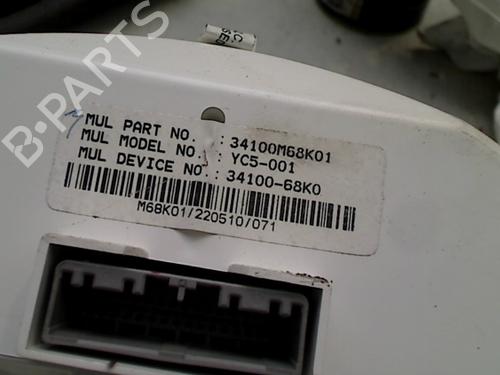 B-PARTS
MUL PART NO. : 34100M68K01
MUL MODEL NO. : YC5-001
MUL DEVICE NO : 34100-68K0
M68K01/220510/071